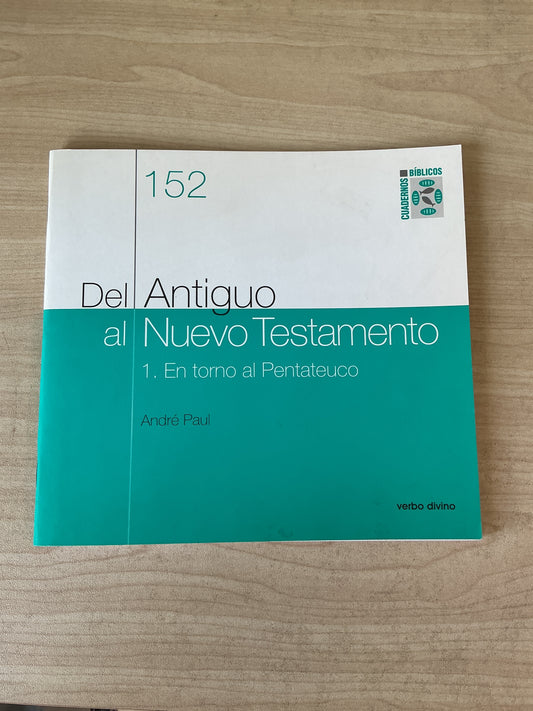 152
CUADERNOS
BÍBLICOS
Del Antiguo
al Nuevo Testamento
1. En torno al Pentateuco
André Paul
verbo divino